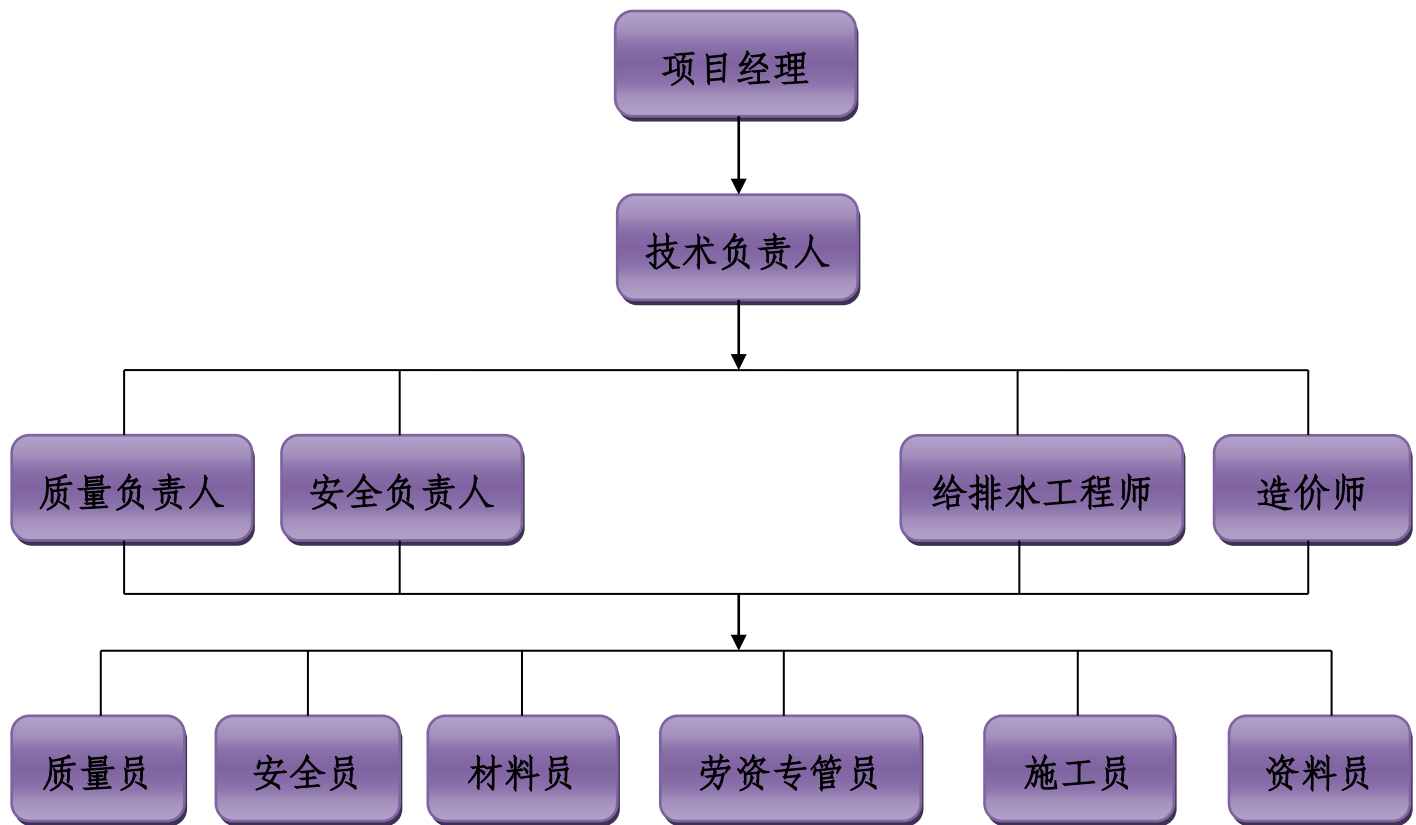 项目经理
技术负责人
质量负责人
安全负责人
给排水工程师
造价师
质量员
安全员
材料员
劳资专管员
施工员
资料员